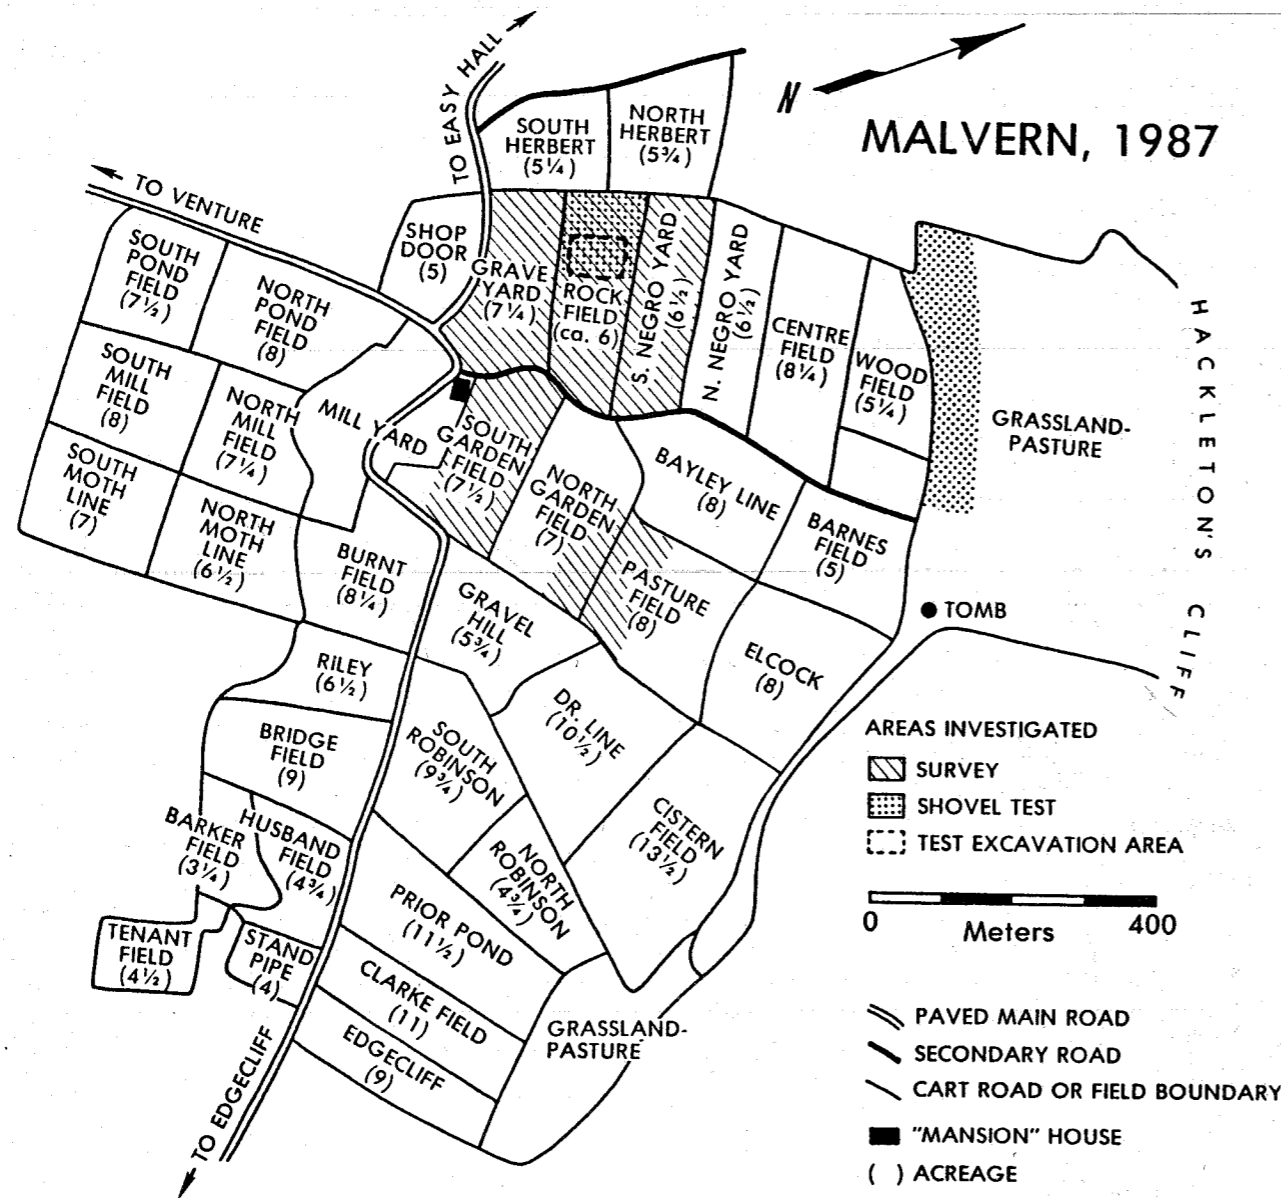 TO EASY HALL
N
MALVERN, 1987
TO VENTURE
SOUTH
HERBERT
(5¼)
NORTH
HERBERT
(5¾)
SHOP
DOOR
(5)
GRAVE
YARD
(7¼)
ROCK
FIELD
(ca. 6)
S. NEGRO YARD
(6½)
N. NEGRO YARD
(6½)
CENTRE
FIELD
(8¼)
WOOD
FIELD
(5¼)
GRASSLAND-
PASTURE
HACKLETON'S CLIFF
SOUTH
POND
FIELD
(7½)
NORTH
POND
FIELD
(8)
SOUTH
MILL
FIELD
(8)
NORTH
MILL
FIELD
(7¼)
MILL YARD
SOUTH
GARDEN
FIELD
(7½)
NORTH
GARDEN
FIELD
(7)
BAYLEY LINE
(8)
BARNES
FIELD
(5)
SOUTH
MOTH
LINE
(7)
NORTH
MOTH
LINE
(6½)
BURNT
FIELD
(8¼)
GRAVEL
HILL
(5¾)
PASTURE
FIELD
(8)
ELCOCK
(8)
TOMB
RILEY
(6½)
BRIDGE
FIELD
(9)
SOUTH
ROBINSON
(9¾)
DR. LINE
(10½)
CISTERN
FIELD
(13½)
BARKER
FIELD
(3¼)
HUSBAND
FIELD
(4¾)
NORTH
ROBINSON
(4¾)
PRIOR POND
(11½)
TENANT
FIELD
(4½)
STAND
PIPE
(4)
CLARKE FIELD
(11)
EDGECLIFF
(9)
GRASSLAND-
PASTURE
TO EDGECLIFF
AREAS INVESTIGATED
SURVEY
SHOVEL TEST
TEST EXCAVATION AREA
0 400
Meters
PAVED MAIN ROAD
SECONDARY ROAD
CART ROAD OR FIELD BOUNDARY
"MANSION" HOUSE
( ) ACREAGE